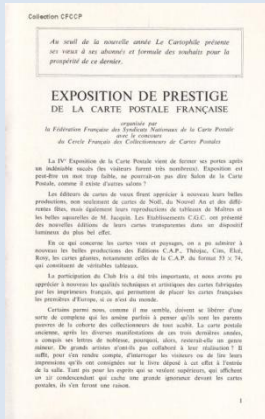 Collection CFCCP
Au seuil de la nouvelle année Le Cartophile présente
ses vœux à ses abonnés et formule des souhaits pour la
prospérité de ce dernier.
EXPOSITION DE PRESTIGE
DE LA CARTE POSTALE FRANÇAISE
organisée par
la Fédération Française des Syndicats Nationaux de la Carte Postale
avec le concours
du Cercle Français des Collectionneurs de Cartes Postales
La IVe Exposition de la Carte Postale vient de fermer ses portes après
un indéniable succès (les visiteurs furent très nombreux). Exposition est
peut-être un mot trop faible, ne pourrait-on pas dire Salon de la Carte
Postale, comme il existe d'autres salons ?
Les éditeurs de cartes de vœux firent apprécier à nouveau leurs belles
productions, non seulement de cartes de Noël, du Nouvel An et des diffé-
rentes fêtes, mais également leurs reproductions de tableaux de Maîtres et
les belles aquarelles de M. Jacquin. Les Etablissements C.G.C. ont présenté
des nouvelles éditions de leurs cartes transparentes dans un dispositif
lumineux du plus bel effet.
En ce qui concerne les cartes vues et paysages, on a pu admirer à
nouveau les belles productions des Editions C.A.P., Théojac, Cim, Ekd,
Roty, les cartes géantes, notamment celles de la C.A.P. du format 55 × 74,
qui constituent de véritables tableaux.
La participation du Club Iris a été très importante, et nous avons pu
apprécier à nouveau les qualités techniques et artistiques des cartes fabriquées
par les imprimeurs français, qui permettent de placer les cartes françaises
les premières d'Europe, si ce n'est du monde.
Certains parmi nous, comme il me semble, doivent se libérer d'une
sorte de complexe qui les amène parfois à penser qu'ils sont les parents
pauvres de la cohorte des collectionneurs de tout acabit. La carte postale
ancienne, après les diverses manifestations de ces trois dernières années,
a conquis ses lettres de noblesse, pourquoi, alors, resterait-elle un genre
mineur. De grands artistes n'ont-ils pas collaboré à leur réalisation ? Il
suffit, pour s'en rendre compte, d'interroger les visiteurs ou de lire leurs
impressions qu'ils ont consignées sur le livre déposé à cet effet à l'entrée
de la salle. Tant pis pour les esprits qui se veulent supérieurs, qui affichent
un air condescendant qui cache une grande ignorance devant les cartes
postales, ils s'en furent une raison.
1